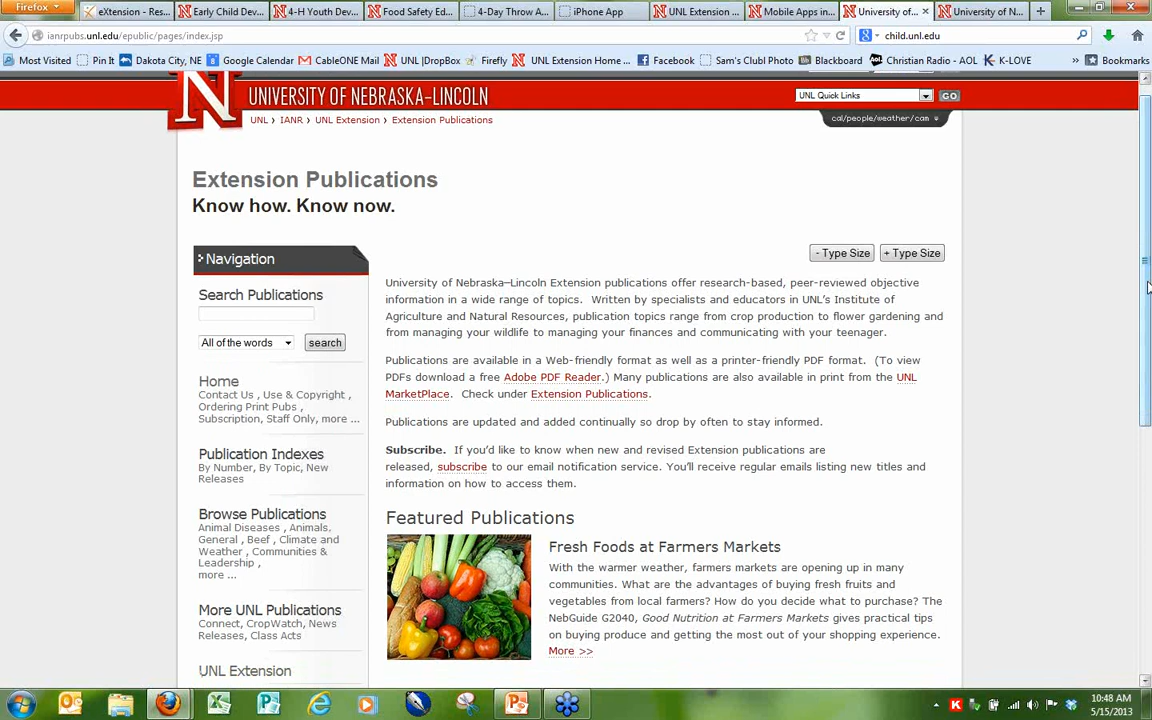 Firefox
eXtension - Res...
Early Child Dev...
4-H Youth Dev...
Food Safety Ed...
4-Day Throw A...
iPhone App
UNL Extension ...
Mobile Apps in...
University of...
University of N...
ianrpubs.unl.edu/epublic/pages/index.jsp
child.unl.edu
Most Visited
Pin It
Dakota City, NE
Google Calendar
CableONE Mail
UNL |DropBox
Firefly
UNL Extension Home ...
Facebook
Sam's Club! Photo
Blackboard
Christian Radio - AOL
K-LOVE
»
Bookmarks
N
UNIVERSITY OF NEBRASKA–LINCOLN
UNL Quick Links
GO
UNL › IANR › UNL Extension › Extension Publications
cal/people/weather/cam
Extension Publications
Know how. Know now.
Navigation
- Type Size
+ Type Size
Search Publications
All of the words
search
Home
Contact Us , Use & Copyright ,
Ordering Print Pubs ,
Subscription, Staff Only, more ...
Publication Indexes
By Number, By Topic, New
Releases
Browse Publications
Animal Diseases , Animals,
General , Beef , Climate and
Weather , Communities &
Leadership ,
more ...
More UNL Publications
Connect, CropWatch, News
Releases, Class Acts
UNL Extension
University of Nebraska–Lincoln Extension publications offer research-based, peer-reviewed objective
information in a wide range of topics. Written by specialists and educators in UNL's Institute of
Agriculture and Natural Resources, publication topics range from crop production to flower gardening and
from managing your wildlife to managing your finances and communicating with your teenager.
Publications are available in a Web-friendly format as well as a printer-friendly PDF format. (To view
PDFs download a free Adobe PDF Reader.) Many publications are also available in print from the UNL
MarketPlace. Check under Extension Publications.
Publications are updated and added continually so drop by often to stay informed.
Subscribe. If you'd like to know when new and revised Extension publications are
released, subscribe to our email notification service. You'll receive regular emails listing new titles and
information on how to access them.
Featured Publications
Fresh Foods at Farmers Markets
With the warmer weather, farmers markets are opening up in many
communities. What are the advantages of buying fresh fruits and
vegetables from local farmers? How do you decide what to purchase? The
NebGuide G2040, Good Nutrition at Farmers Markets gives practical tips
on buying produce and getting the most out of your shopping experience.
More >>
10:48 AM
5/15/2013